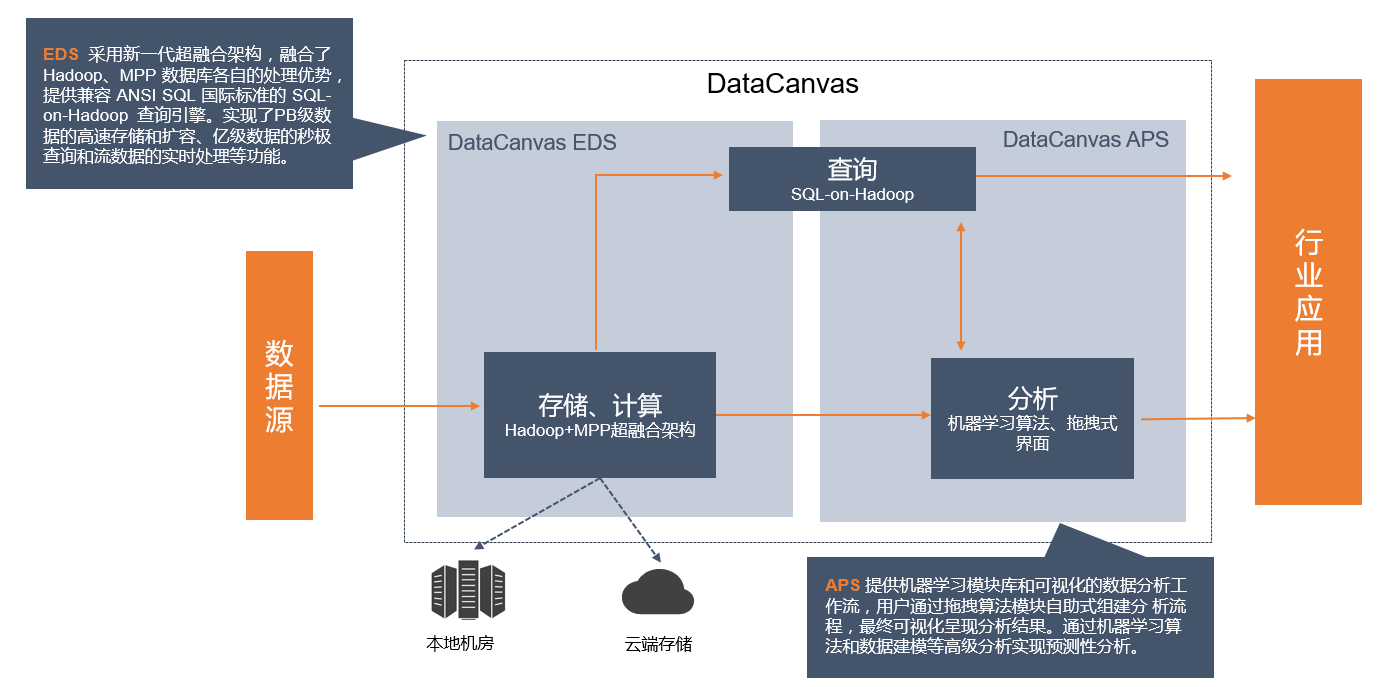 EDS 采用新一代超融合架构，融合了
Hadoop、MPP 数据库各自的处理优势，
提供兼容 ANSI SQL 国际标准的 SQL-
on-Hadoop 查询引擎。实现了PB级数
据的高速存储和扩容、亿级数据的秒极
查询和流数据的实时处理等功能。
DataCanvas
DataCanvas EDS
DataCanvas APS
查询
SQL-on-Hadoop
数据源
存储、计算
Hadoop+MPP超融合架构
分析
机器学习算法、拖拽式
界面
行业应用
本地机房
云端存储
APS 提供机器学习模块库和可视化的数据分析工
作流，用户通过拖拽算法模块自助式组建分 析流
程，最终可视化呈现分析结果。通过机器学习算
法和数据建模等高级分析实现预测性分析。